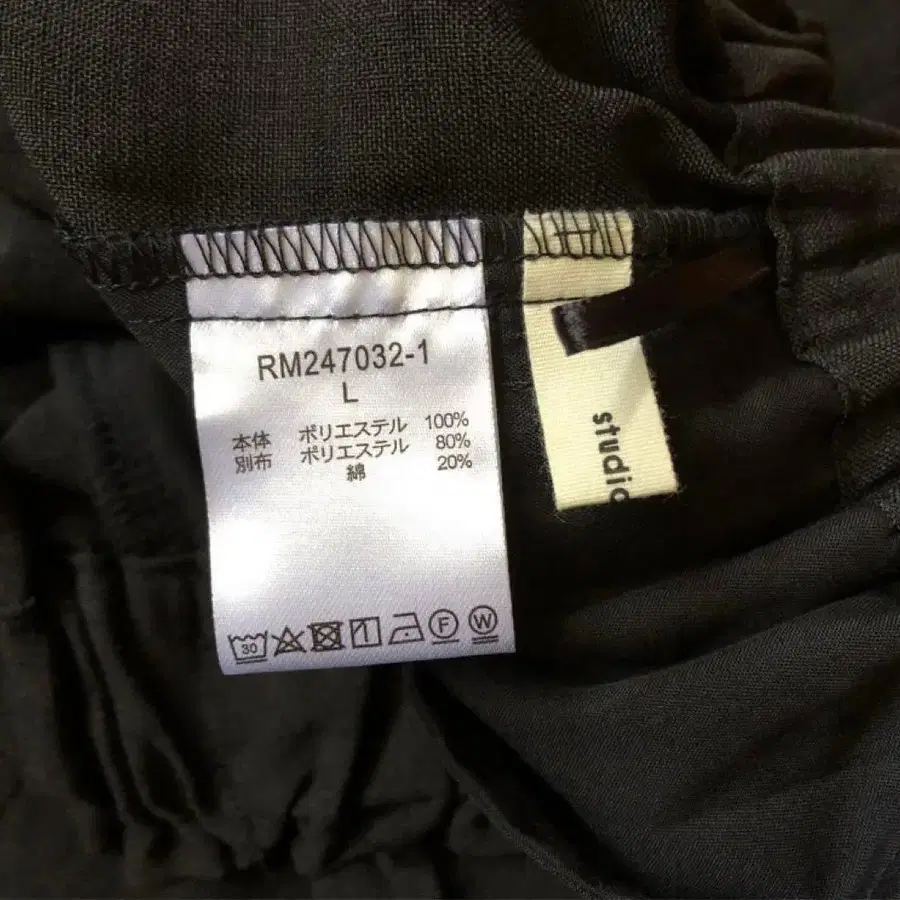 RM247032-1
L
本体 ポリエステル 100%
別布 ポリエステル 80%
綿 20%
30
F
W
studio